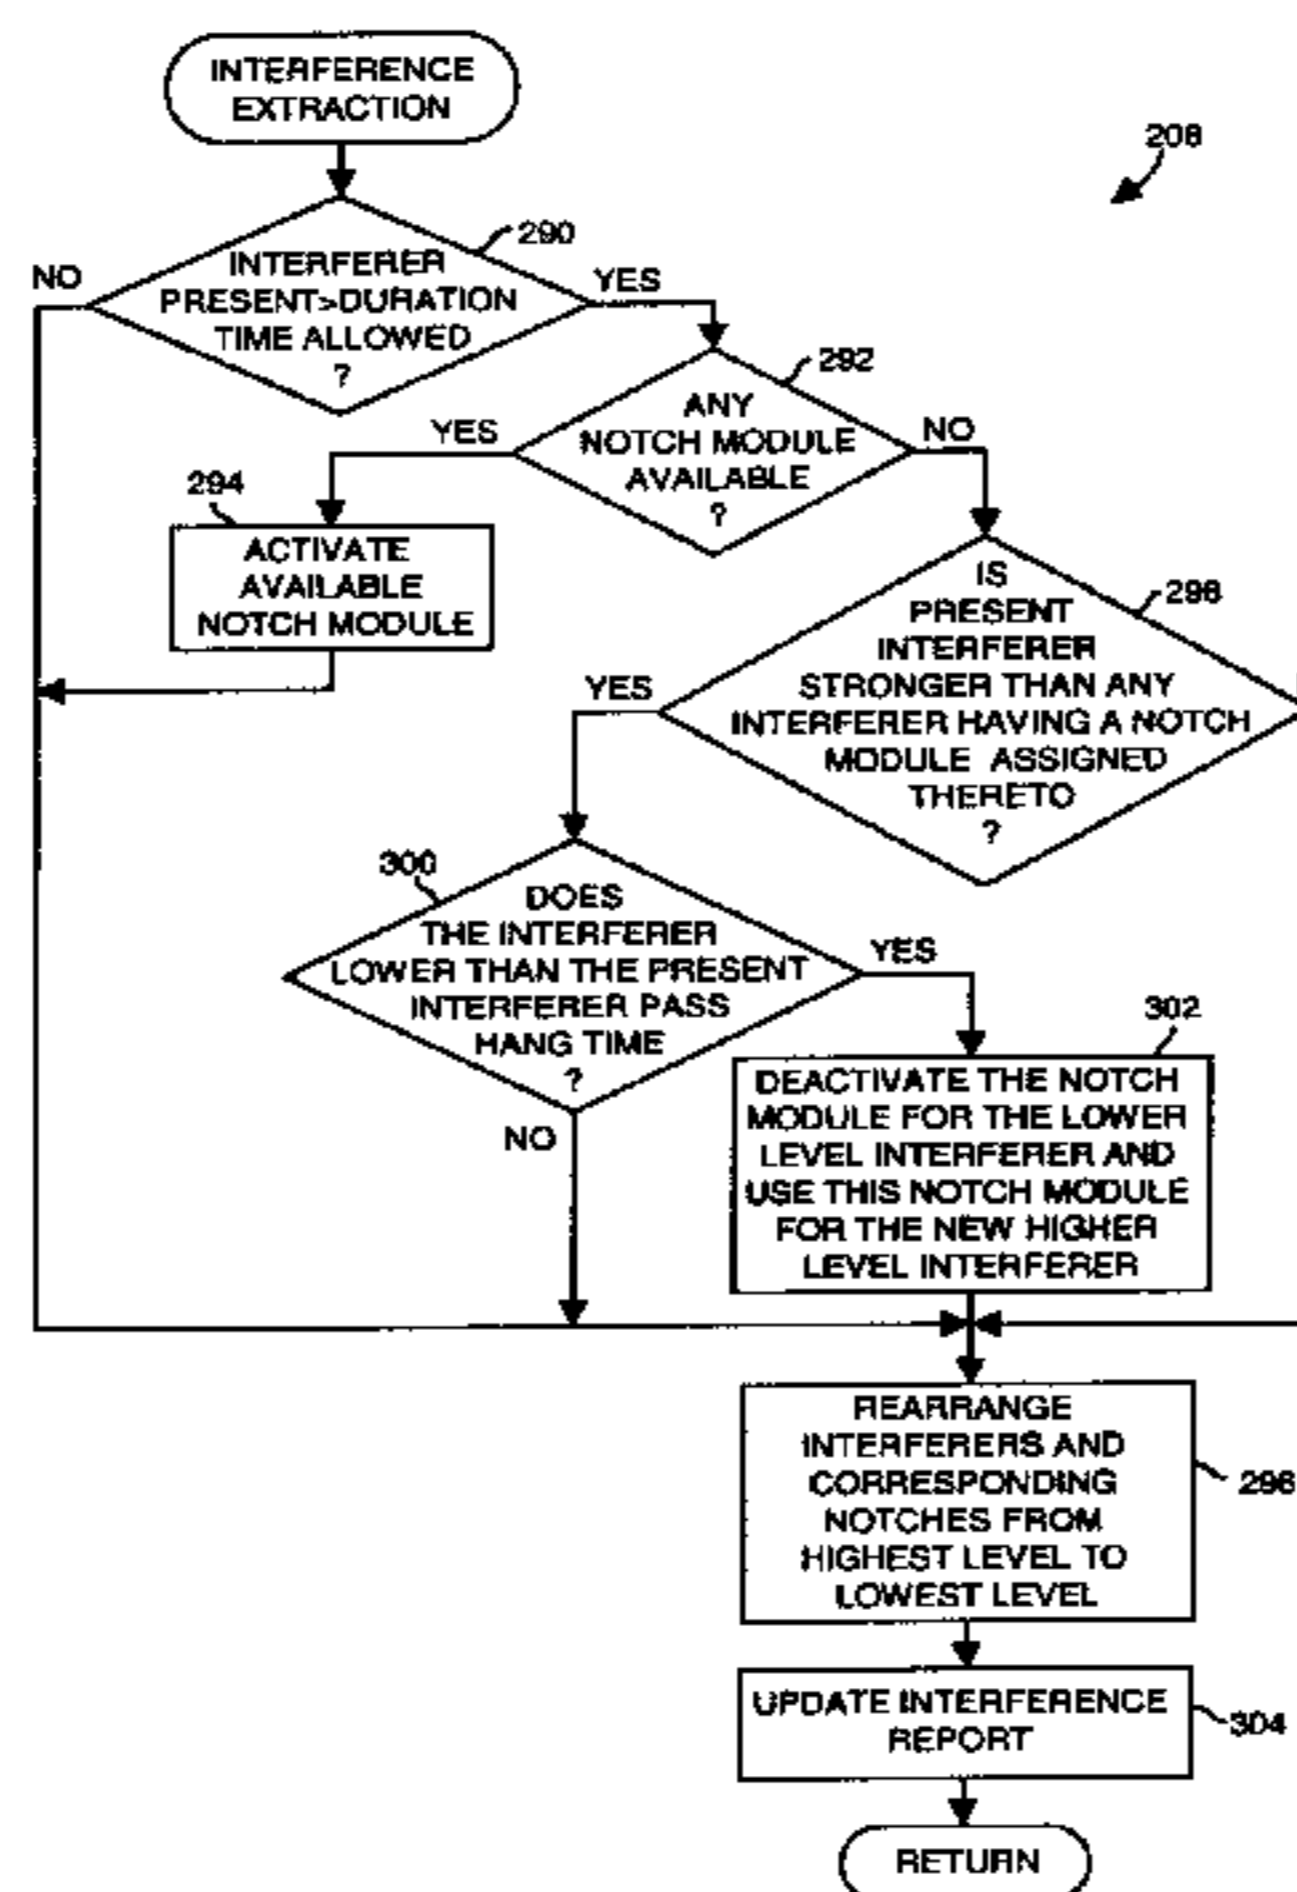 INTERFERENCE
EXTRACTION
208
290
NO
INTERFERER
PRESENT>DURATION
TIME ALLOWED
?
YES
292
ANY
NOTCH MODULE
AVAILABLE
?
YES
NO
294
ACTIVATE
AVAILABLE
NOTCH MODULE
298
IS
PRESENT
INTERFERER
STRONGER THAN ANY
INTERFERER HAVING A NOTCH
MODULE ASSIGNED
THERETO
?
YES
300
DOES
THE INTERFERER
LOWER THAN THE PRESENT
INTERFERER PASS
HANG TIME
?
YES
NO
302
DEACTIVATE THE NOTCH
MODULE FOR THE LOWER
LEVEL INTERFERER AND
USE THIS NOTCH MODULE
FOR THE NEW HIGHER
LEVEL INTERFERER
REARRANGE
INTERFERERS AND
CORRESPONDING
NOTCHES FROM
HIGHEST LEVEL TO
LOWEST LEVEL
296
UPDATE INTERFERENCE
REPORT
304
RETURN